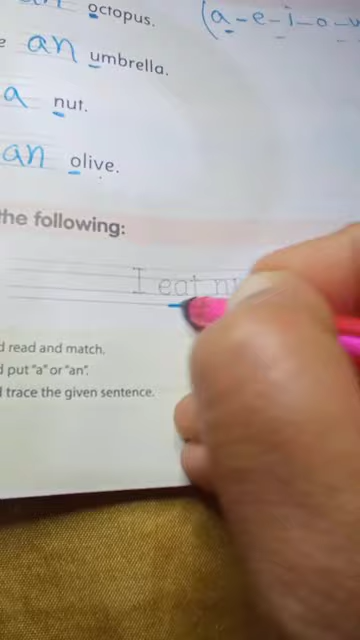 octopus.
(a-e-i-o-u
an umbrella.
a nut.
an olive.
the following:
I eat
read and match.
put "a" or "an".
trace the given sentence.